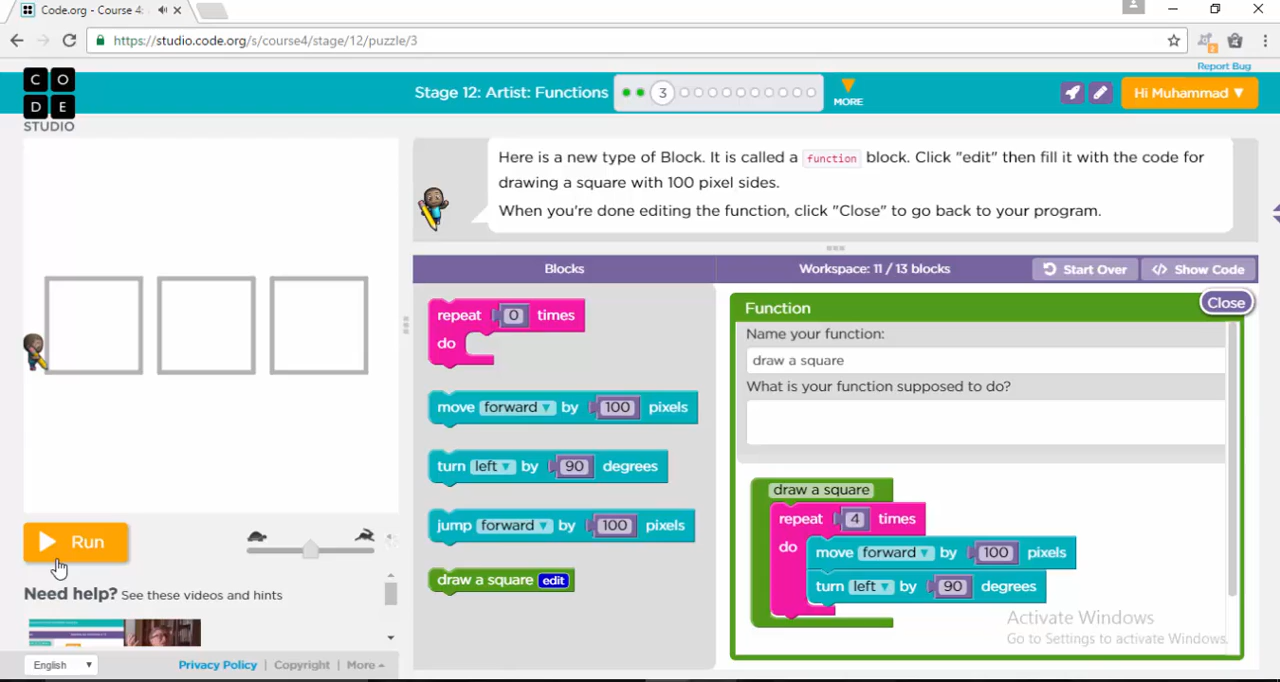 Code.org - Course 4:
https://studio.code.org/s/course4/stage/12/puzzle/3
Report Bug
C O
D E
STUDIO
Stage 12: Artist: Functions
3
MORE
Hi Muhammad ▼
Here is a new type of Block. It is called a function block. Click "edit" then fill it with the code for
drawing a square with 100 pixel sides.
When you're done editing the function, click "Close" to go back to your program.
Blocks
Workspace: 11 / 13 blocks
Start Over
</> Show Code
repeat 0 times
do
move forward by 100 pixels
turn left by 90 degrees
jump forward by 100 pixels
draw a square edit
Function
Close
Name your function:
draw a square
What is your function supposed to do?
draw a square
repeat 4 times
do
move forward by 100 pixels
turn left by 90 degrees
Activate Windows
Go to Settings to activate Windows.
Run
Need help? See these videos and hints
English
Privacy Policy | Copyright | More